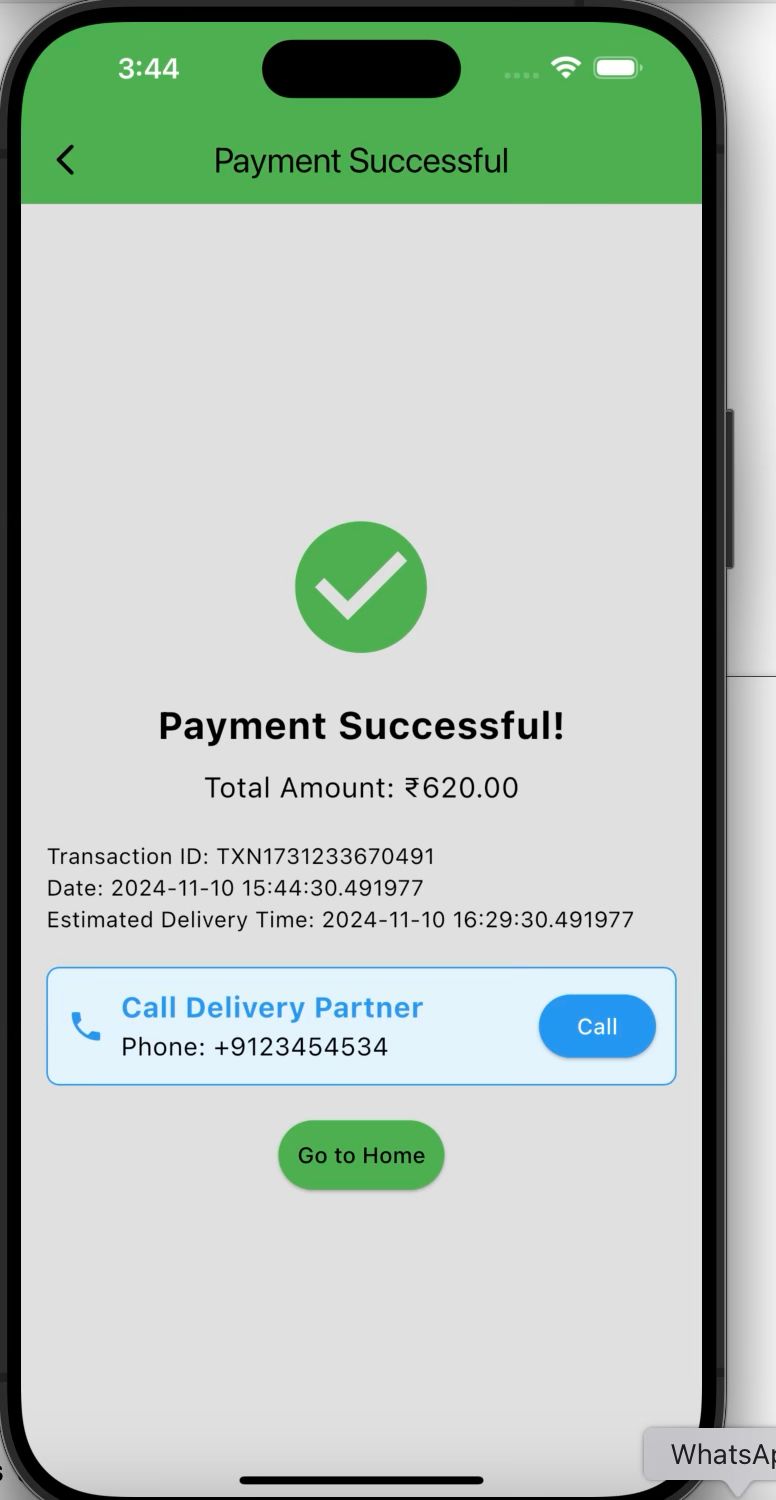 3:44
Payment Successful
Payment Successful!
Total Amount: ₹620.00
Transaction ID: TXN1731233670491
Date: 2024-11-10 15:44:30.491977
Estimated Delivery Time: 2024-11-10 16:29:30.491977
Call Delivery Partner
Phone: +9123454534
Call
Go to Home